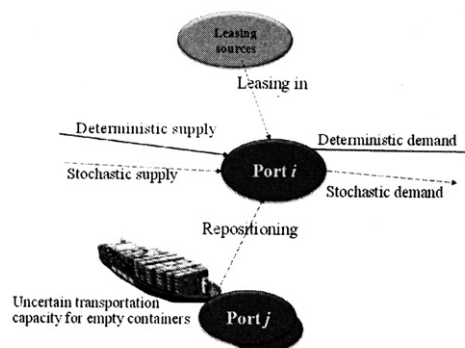 Leasing
sources
Leasing in
Deterministic supply
Deterministic demand
Port i
Stochastic supply
Stochastic demand
Repositioning
Uncertain transportation
capacity for empty containers
Port j